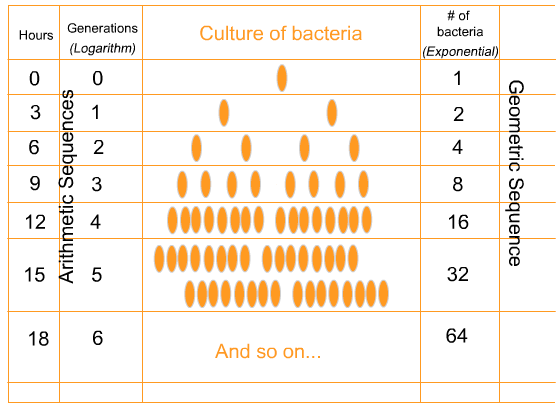 Hours
Generations
(Logarithm)
Culture of bacteria
# of
bacteria
(Exponential)
0 0 1
3 1 2
6 2 4
9 3 8
12 4 16
15 5 32
18 6 64
And so on...
Arithmetic Sequences
Geometric Sequence